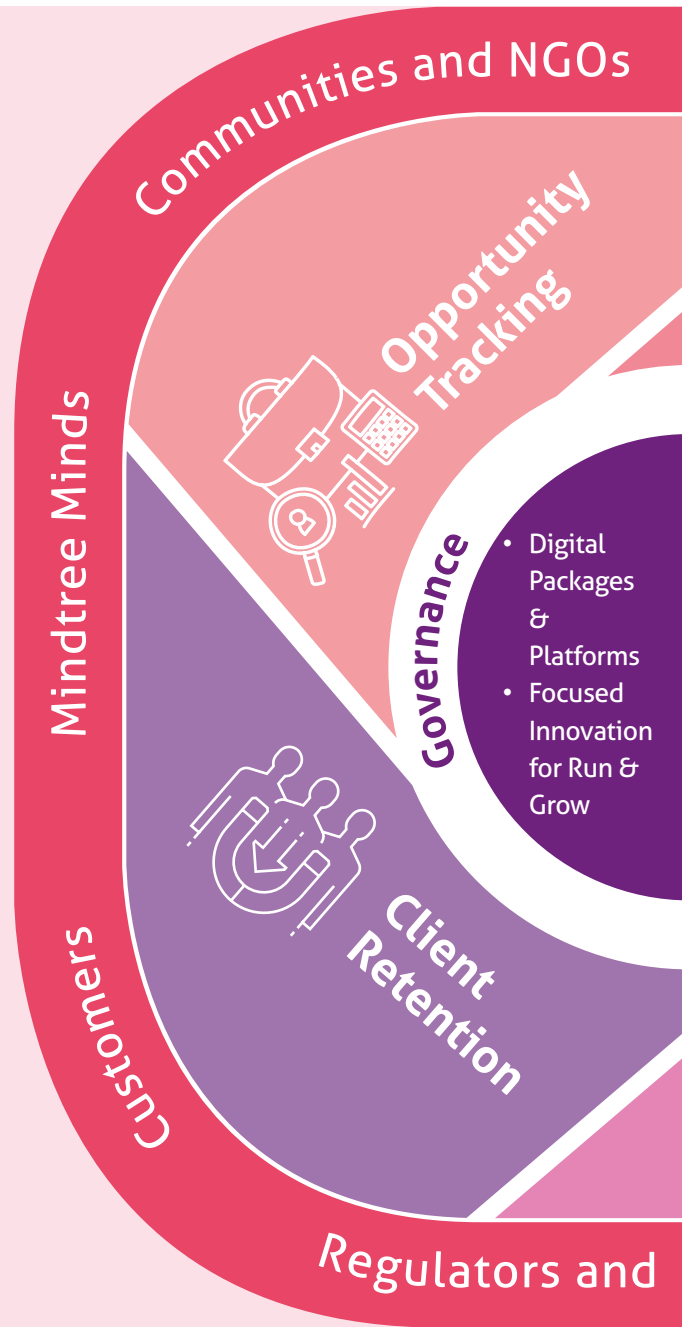 Communities and NGOs
Opportunity
Tracking
Mindtree Minds
Governance
• Digital
Packages
&
Platforms
• Focused
Innovation
for Run &
Grow
Client
Retention
Customers
Regulators and